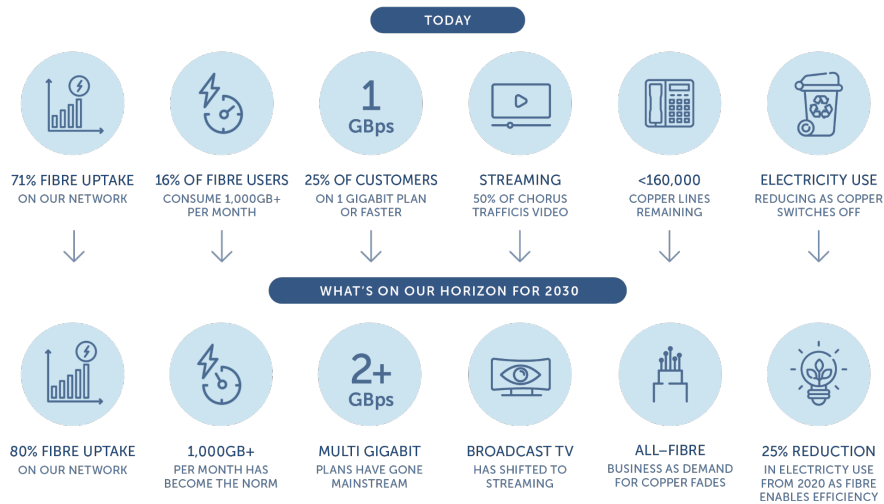 TODAY
1
GBps
71% FIBRE UPTAKE
ON OUR NETWORK
16% OF FIBRE USERS
CONSUME 1,000GB+
PER MONTH
25% OF CUSTOMERS
ON 1 GIGABIT PLAN
OR FASTER
STREAMING
50% OF CHORUS
TRAFFICIS VIDEO
<160,000
COPPER LINES
REMAINING
ELECTRICITY USE
REDUCING AS COPPER
SWITCHES OFF
WHAT'S ON OUR HORIZON FOR 2030
2+
GBps
80% FIBRE UPTAKE
ON OUR NETWORK
1,000GB+
PER MONTH HAS
BECOME THE NORM
MULTI GIGABIT
PLANS HAVE GONE
MAINSTREAM
BROADCAST TV
HAS SHIFTED TO
STREAMING
ALL–FIBRE
BUSINESS AS DEMAND
FOR COPPER FADES
25% REDUCTION
IN ELECTRICTY USE
FROM 2020 AS FIBRE
ENABLES EFFICIENCY